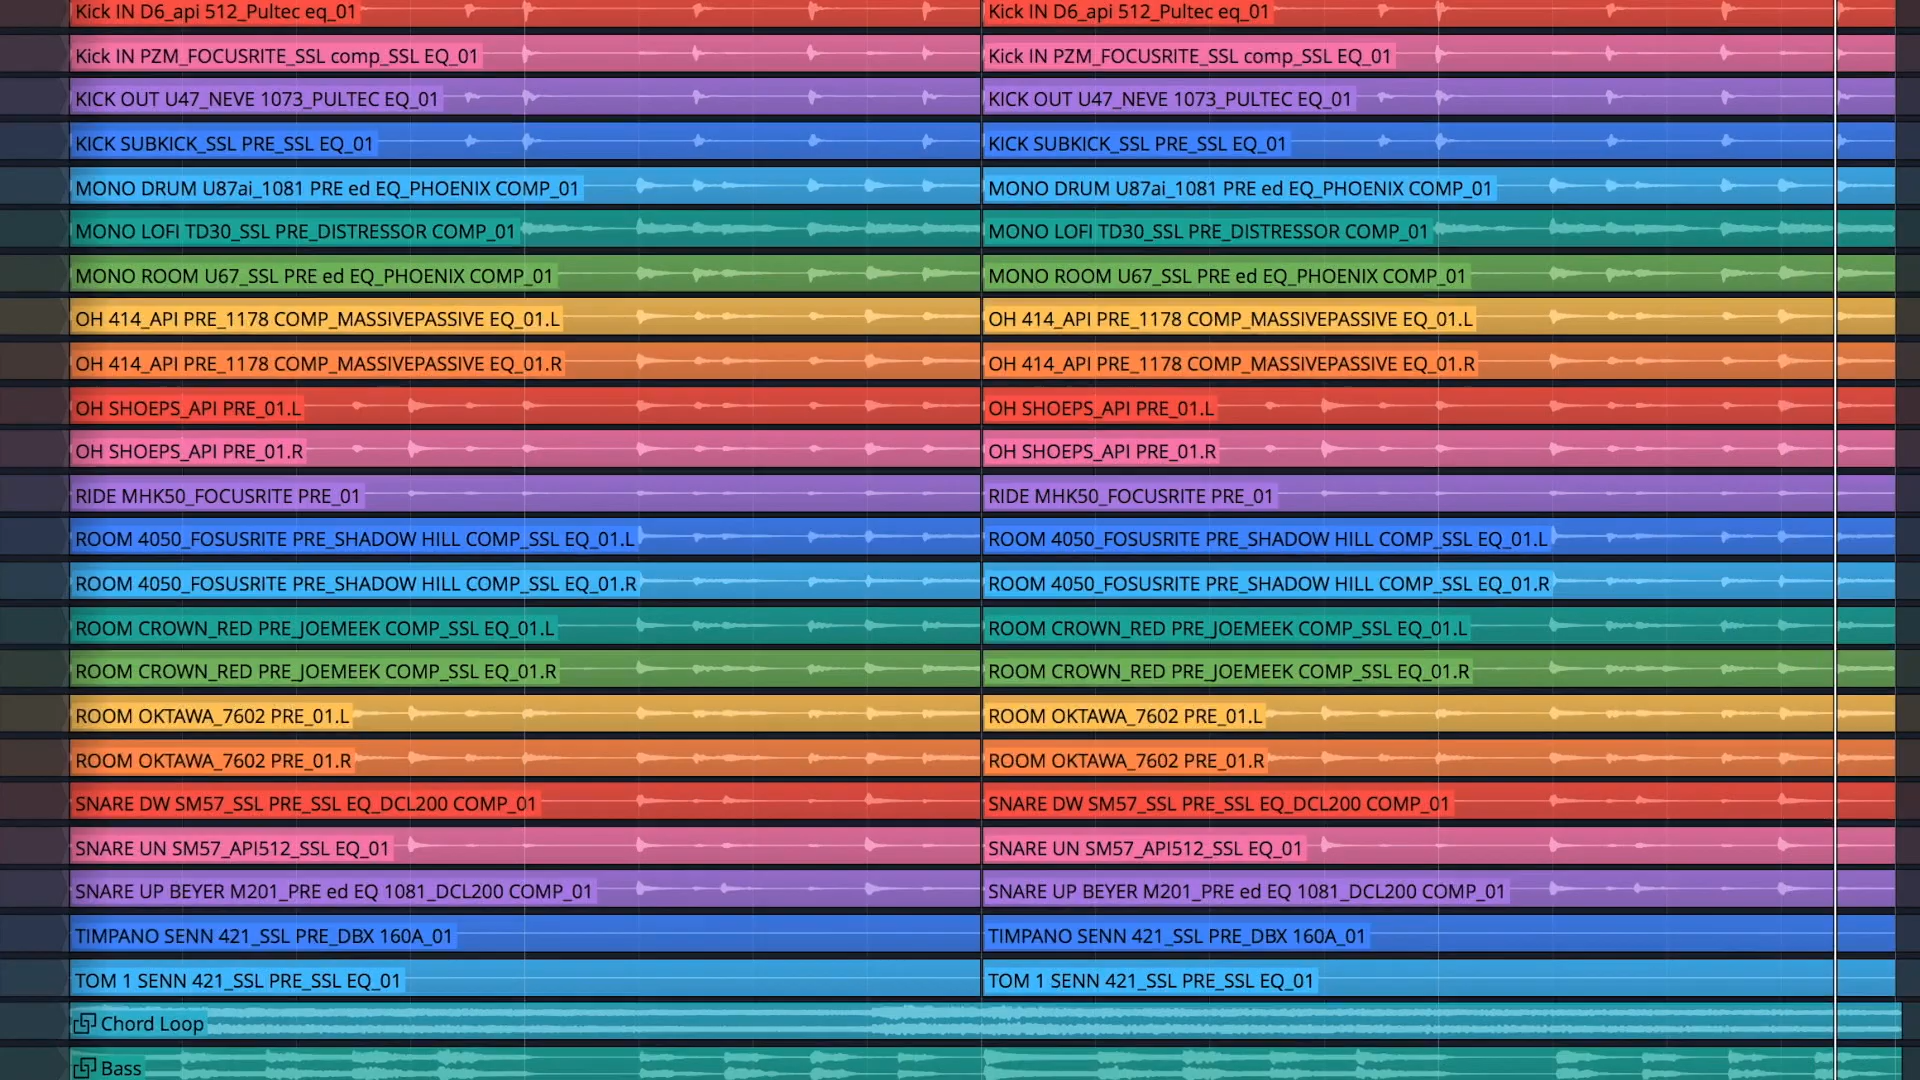 Kick IN D6_api 512_Pultec eq_01 Kick IN D6_api 512_Pultec eq_01
Kick IN PZM_FOCUSRITE_SSL comp_SSL EQ_01 Kick IN PZM_FOCUSRITE_SSL comp_SSL EQ_01
KICK OUT U47_NEVE 1073_PULTEC EQ_01 KICK OUT U47_NEVE 1073_PULTEC EQ_01
KICK SUBKICK_SSL PRE_SSL EQ_01 KICK SUBKICK_SSL PRE_SSL EQ_01
MONO DRUM U87ai_1081 PRE ed EQ_PHOENIX COMP_01 MONO DRUM U87ai_1081 PRE ed EQ_PHOENIX COMP_01
MONO LOFI TD30_SSL PRE_DISTRESSOR COMP_01 MONO LOFI TD30_SSL PRE_DISTRESSOR COMP_01
MONO ROOM U67_SSL PRE ed EQ_PHOENIX COMP_01 MONO ROOM U67_SSL PRE ed EQ_PHOENIX COMP_01
OH 414_API PRE_1178 COMP_MASSIVEPASSIVE EQ_01.L OH 414_API PRE_1178 COMP_MASSIVEPASSIVE EQ_01.L
OH 414_API PRE_1178 COMP_MASSIVEPASSIVE EQ_01.R OH 414_API PRE_1178 COMP_MASSIVEPASSIVE EQ_01.R
OH SHOEPS_API PRE_01.L OH SHOEPS_API PRE_01.L
OH SHOEPS_API PRE_01.R OH SHOEPS_API PRE_01.R
RIDE MHK50_FOCUSRITE PRE_01 RIDE MHK50_FOCUSRITE PRE_01
ROOM 4050_FOSUSRITE PRE_SHADOW HILL COMP_SSL EQ_01.L ROOM 4050_FOSUSRITE PRE_SHADOW HILL COMP_SSL EQ_01.L
ROOM 4050_FOSUSRITE PRE_SHADOW HILL COMP_SSL EQ_01.R ROOM 4050_FOSUSRITE PRE_SHADOW HILL COMP_SSL EQ_01.R
ROOM CROWN_RED PRE_JOEMEEK COMP_SSL EQ_01.L ROOM CROWN_RED PRE_JOEMEEK COMP_SSL EQ_01.L
ROOM CROWN_RED PRE_JOEMEEK COMP_SSL EQ_01.R ROOM CROWN_RED PRE_JOEMEEK COMP_SSL EQ_01.R
ROOM OKTAWA_7602 PRE_01.L ROOM OKTAWA_7602 PRE_01.L
ROOM OKTAWA_7602 PRE_01.R ROOM OKTAWA_7602 PRE_01.R
SNARE DW SM57_SSL PRE_SSL EQ_DCL200 COMP_01 SNARE DW SM57_SSL PRE_SSL EQ_DCL200 COMP_01
SNARE UN SM57_API512_SSL EQ_01 SNARE UN SM57_API512_SSL EQ_01
SNARE UP BEYER M201_PRE ed EQ 1081_DCL200 COMP_01 SNARE UP BEYER M201_PRE ed EQ 1081_DCL200 COMP_01
TIMPANO SENN 421_SSL PRE_DBX 160A_01 TIMPANO SENN 421_SSL PRE_DBX 160A_01
TOM 1 SENN 421_SSL PRE_SSL EQ_01 TOM 1 SENN 421_SSL PRE_SSL EQ_01
Chord Loop
Bass